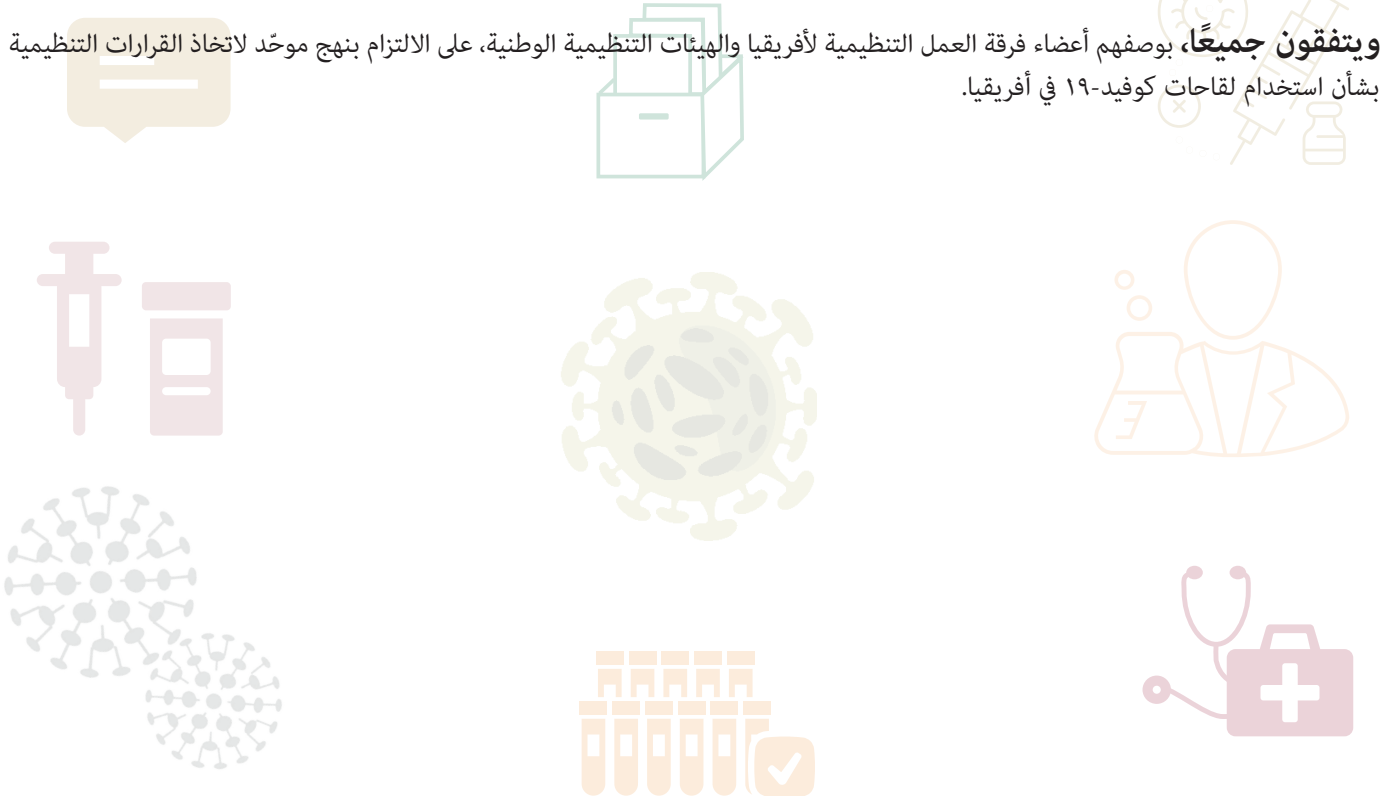 ويتفقون جميعًا، بوصفهم أعضاء فرقة العمل التنظيمية لأفريقيا والهيئات التنظيمية الوطنية، على الالتزام بنهج موحّد لاتخاذ القرارات التنظيمية
بشأن استخدام لقاحات كوفيد-١٩ في أفريقيا.